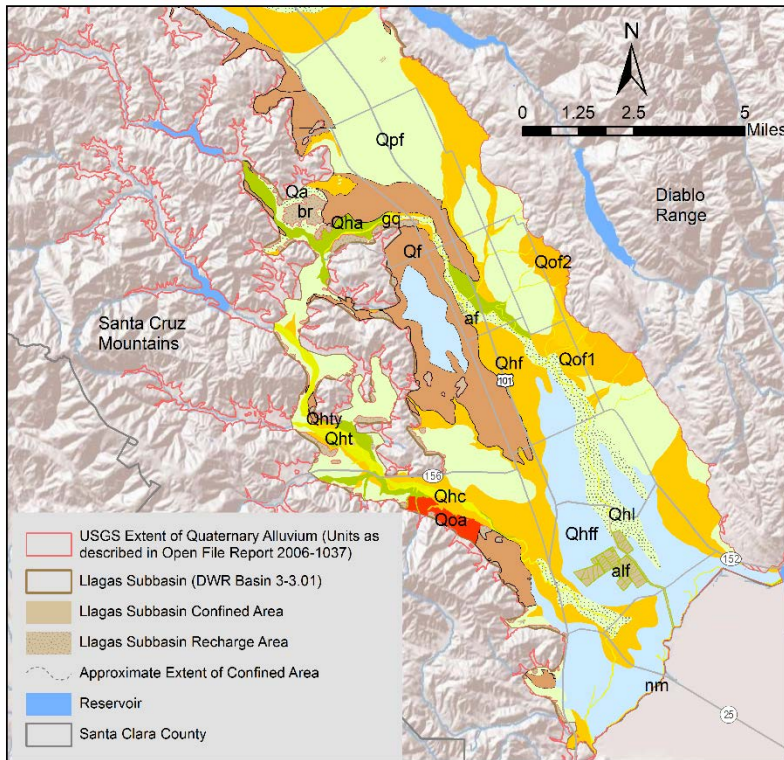 N
0 1.25 2.5 5
Miles
Qpf
Diablo
Range
Qa
br
Qha
gq
Qf
Qof2
Santa Cruz
Mountains
af
Qhf
Qof1
101
Qhty
Qht
156
Qhc
Qoa
Qhl
Qhff
alf
152
nm
25
USGS Extent of Quaternary Alluvium (Units as
described in Open File Report 2006-1037)
Llagas Subbasin (DWR Basin 3-3.01)
Llagas Subbasin Confined Area
Llagas Subbasin Recharge Area
Approximate Extent of Confined Area
Reservoir
Santa Clara County